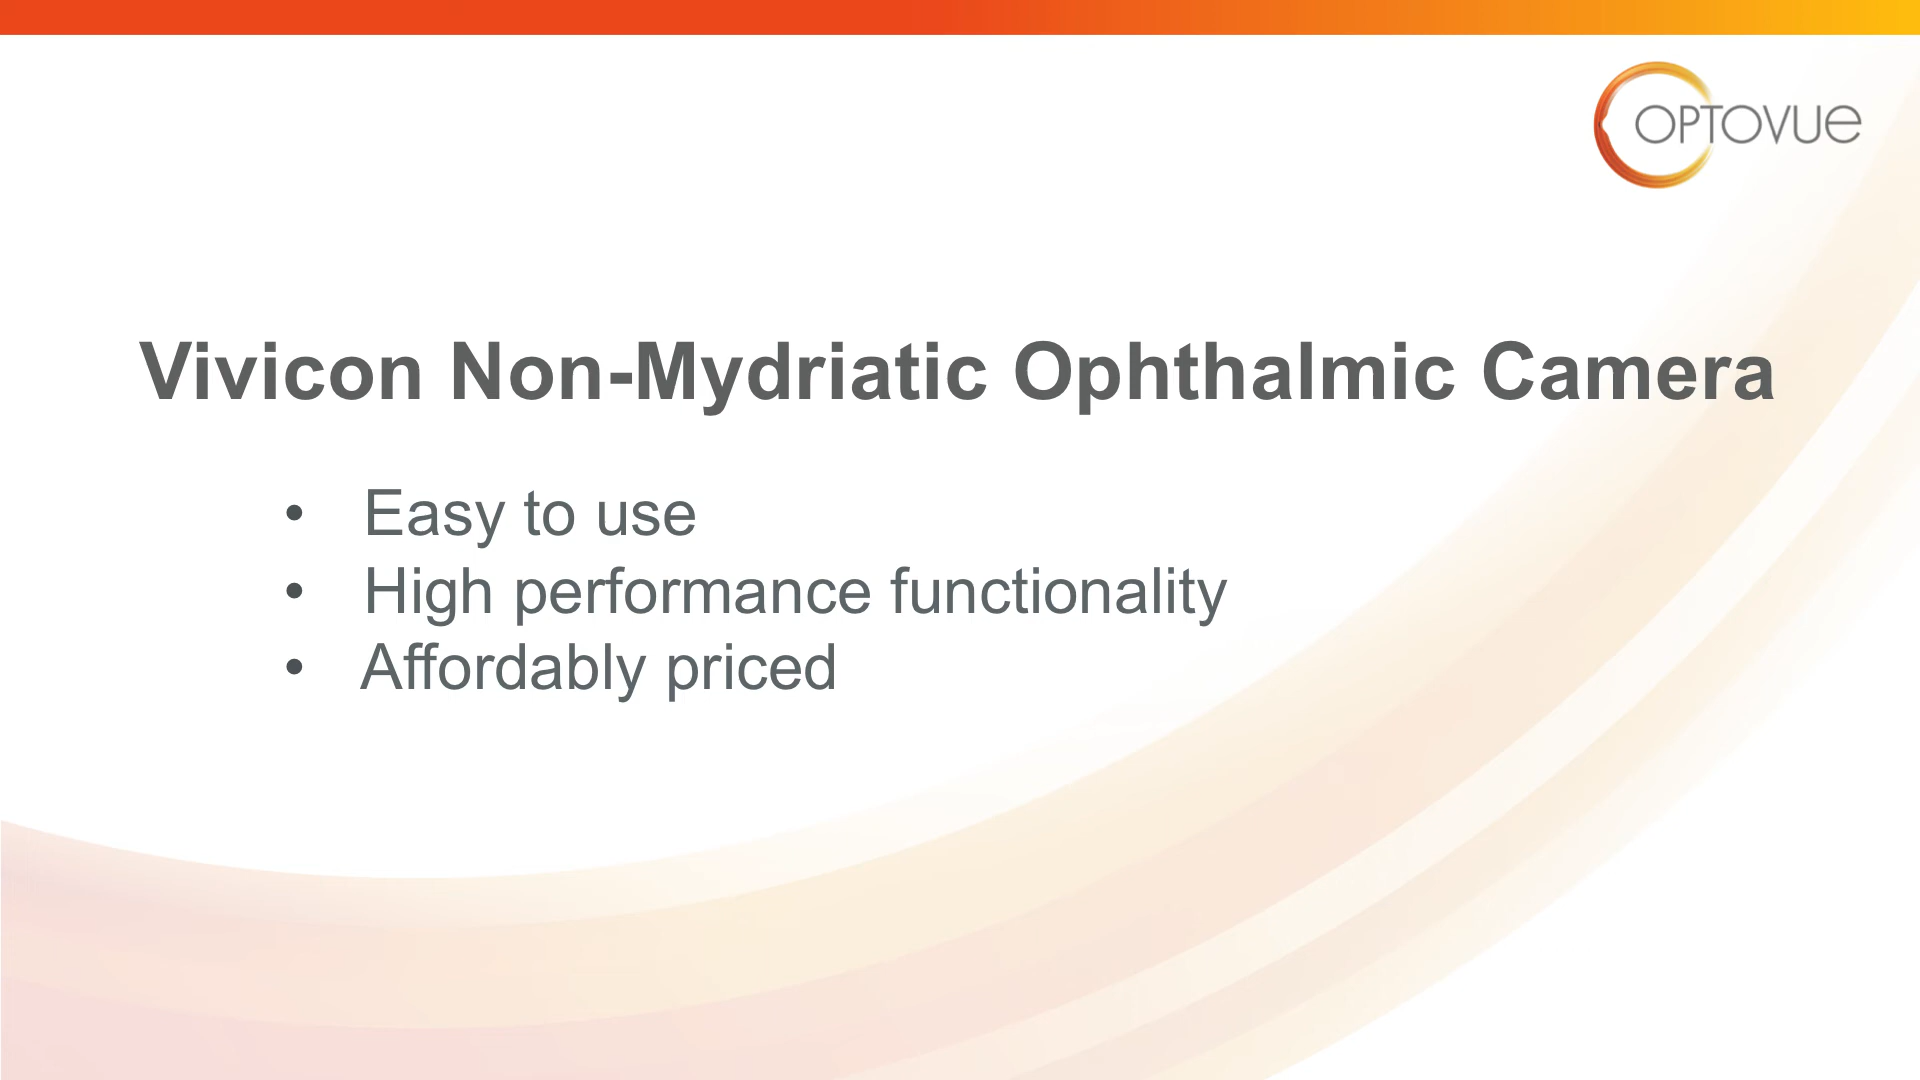 OPTOVUE
Vivicon Non-Mydriatic Ophthalmic Camera
• Easy to use
• High performance functionality
• Affordably priced